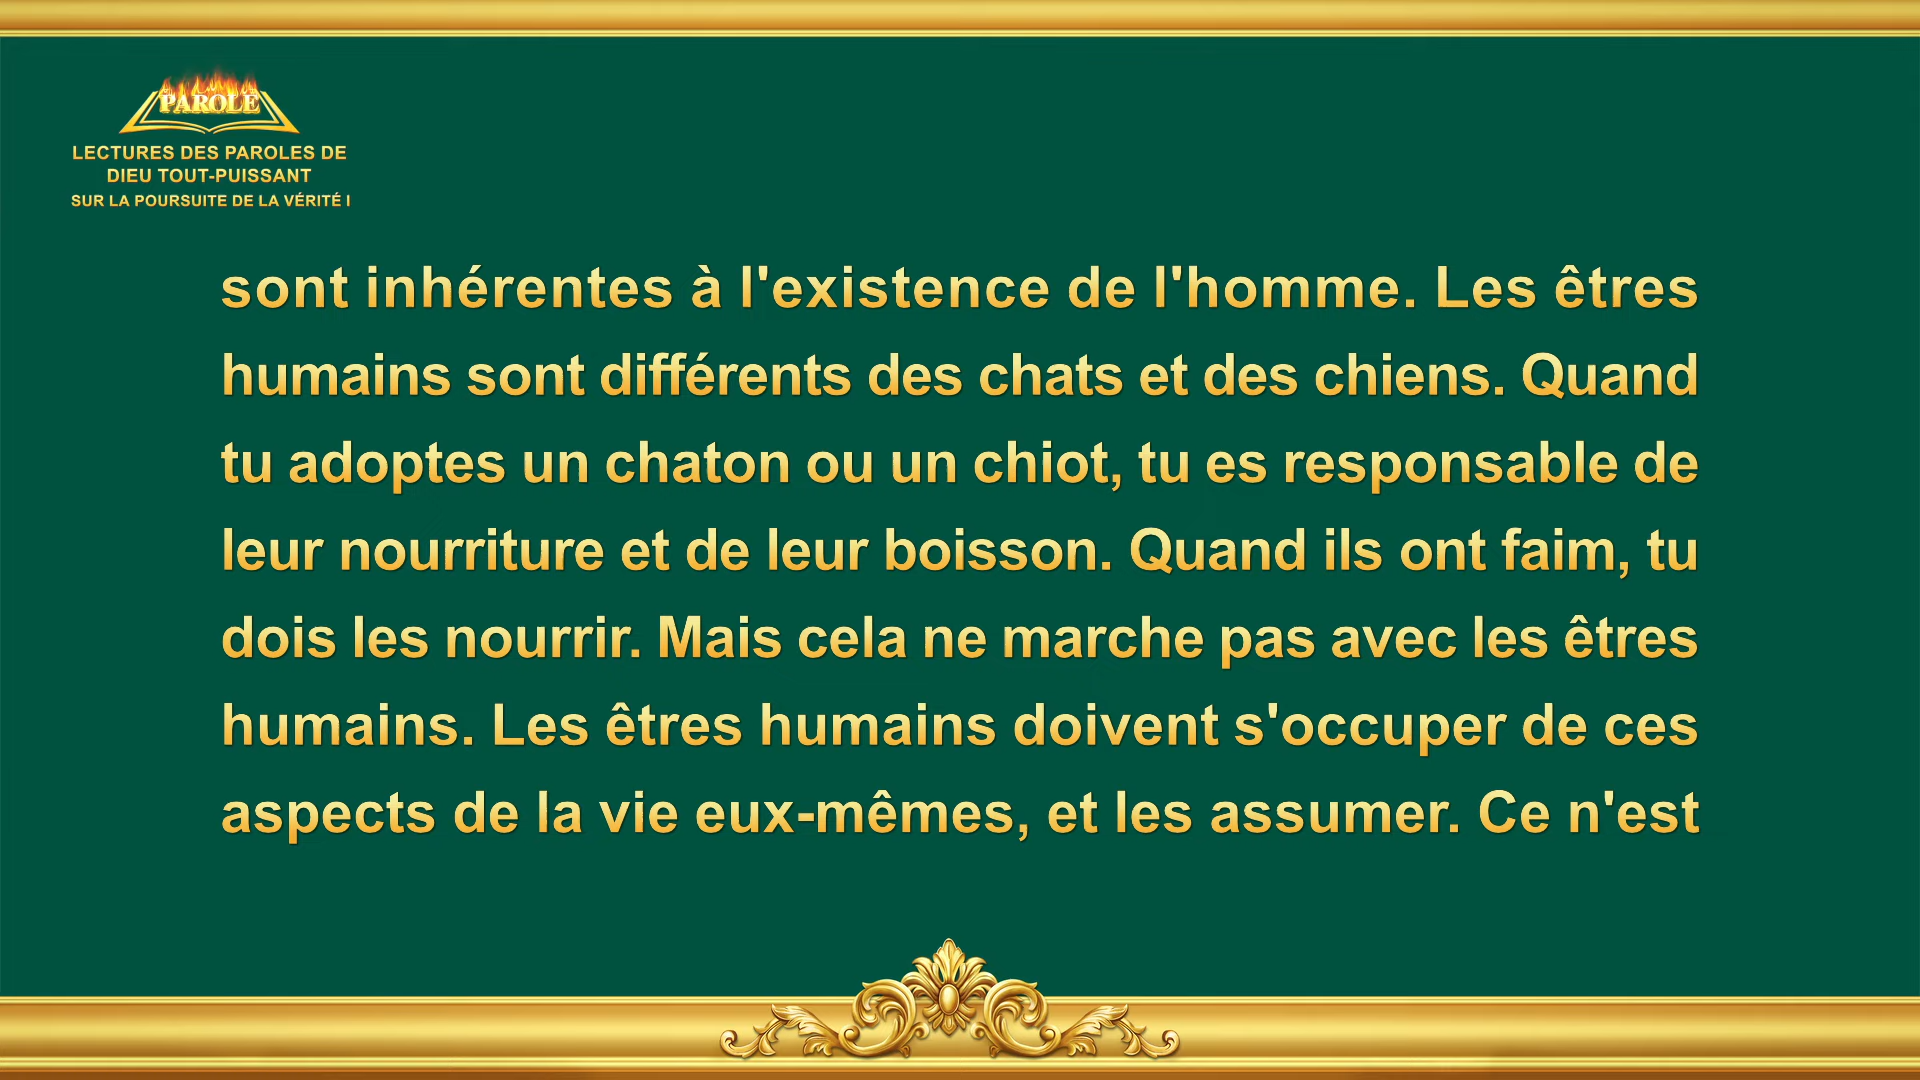 PAROLE
LECTURES DES PAROLES DE
DIEU TOUT-PUISSANT
SUR LA POURSUITE DE LA VÉRITÉ I
sont inhérentes à l'existence de l'homme. Les êtres
humains sont différents des chats et des chiens. Quand
tu adoptes un chaton ou un chiot, tu es responsable de
leur nourriture et de leur boisson. Quand ils ont faim, tu
dois les nourrir. Mais cela ne marche pas avec les êtres
humains. Les êtres humains doivent s'occuper de ces
aspects de la vie eux-mêmes, et les assumer. Ce n'est